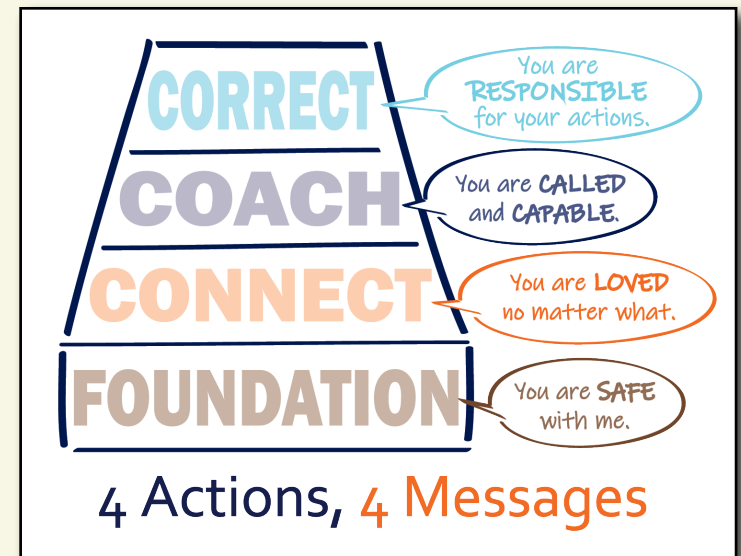 CORRECT
You are
RESPONSIBLE
for your actions.
COACH
You are CALLED
and CAPABLE.
CONNECT
You are LOVED
no matter what.
FOUNDATION
You are SAFE
with me.
4 Actions, 4 Messages